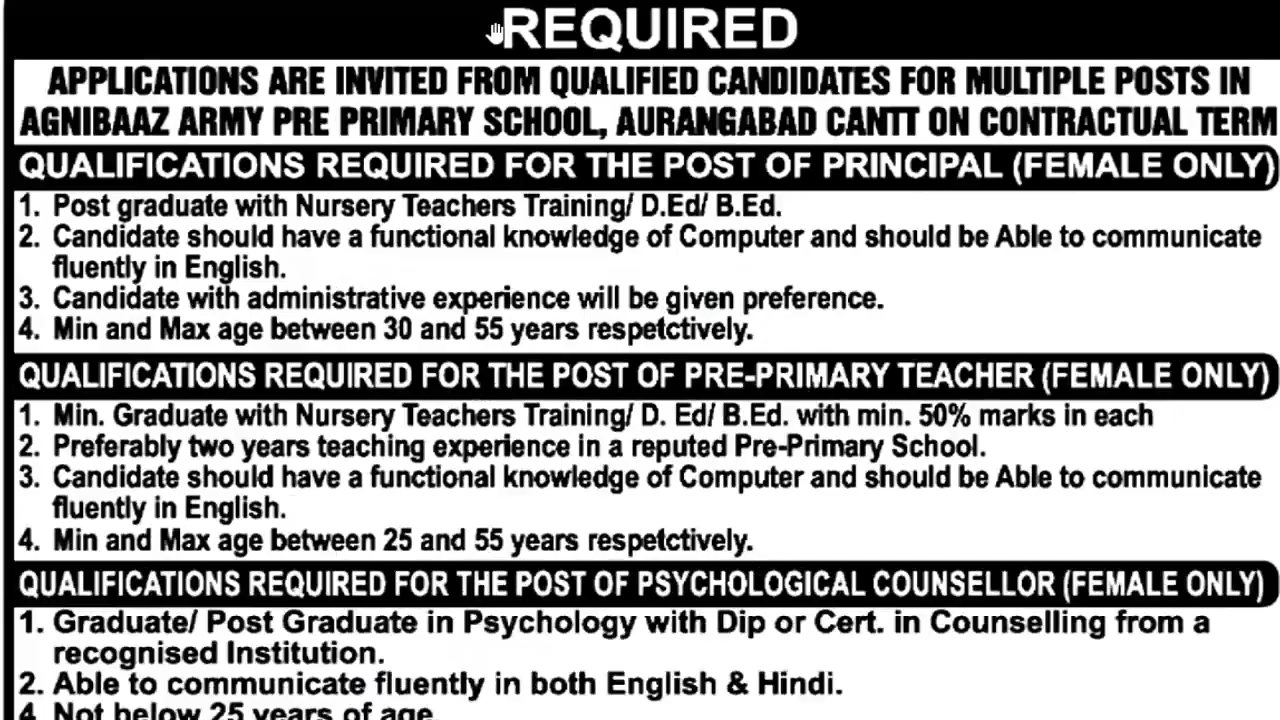 REQUIRED
APPLICATIONS ARE INVITED FROM QUALIFIED CANDIDATES FOR MULTIPLE POSTS IN
AGNIBAAZ ARMY PRE PRIMARY SCHOOL, AURANGABAD CANTT ON CONTRACTUAL TERM
QUALIFICATIONS REQUIRED FOR THE POST OF PRINCIPAL (FEMALE ONLY)
1. Post graduate with Nursery Teachers Training/ D.Ed/ B.Ed.
2. Candidate should have a functional knowledge of Computer and should be Able to communicate
fluently in English.
3. Candidate with administrative experience will be given preference.
4. Min and Max age between 30 and 55 years respetctively.
QUALIFICATIONS REQUIRED FOR THE POST OF PRE-PRIMARY TEACHER (FEMALE ONLY)
1. Min. Graduate with Nursery Teachers Training/ D. Ed/ B.Ed. with min. 50% marks in each
2. Preferably two years teaching experience in a reputed Pre-Primary School.
3. Candidate should have a functional knowledge of Computer and should be Able to communicate
fluently in English.
4. Min and Max age between 25 and 55 years respetctively.
QUALIFICATIONS REQUIRED FOR THE POST OF PSYCHOLOGICAL COUNSELLOR (FEMALE ONLY)
1. Graduate/ Post Graduate in Psychology with Dip or Cert. in Counselling from a
recognised Institution.
2. Able to communicate fluently in both English & Hindi.
4. Not below 25 years of age.